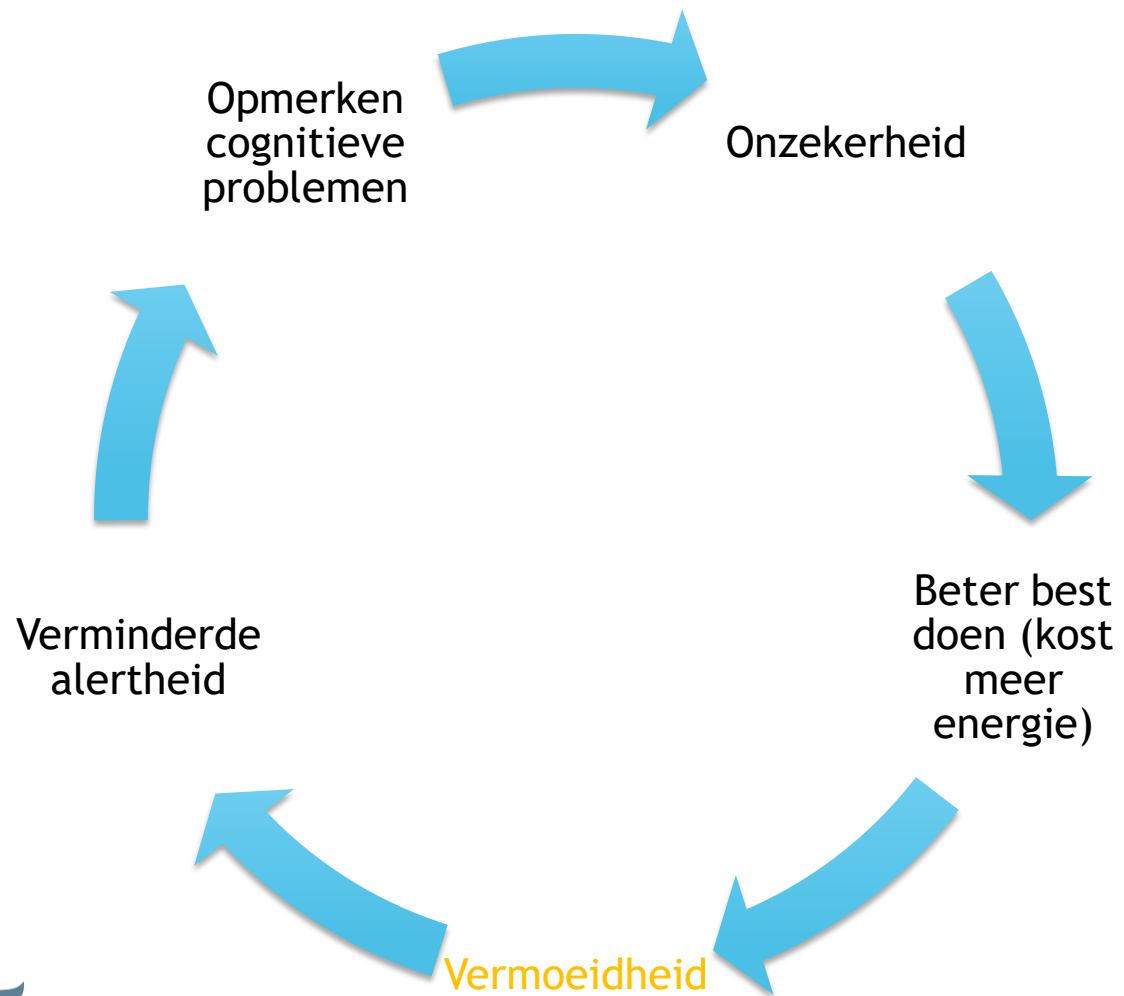 Opmerken
cognitieve
problemen
Onzekerheid
Beter best
doen (kost
meer
energie)
Vermoeidheid
Verminderde
alertheid